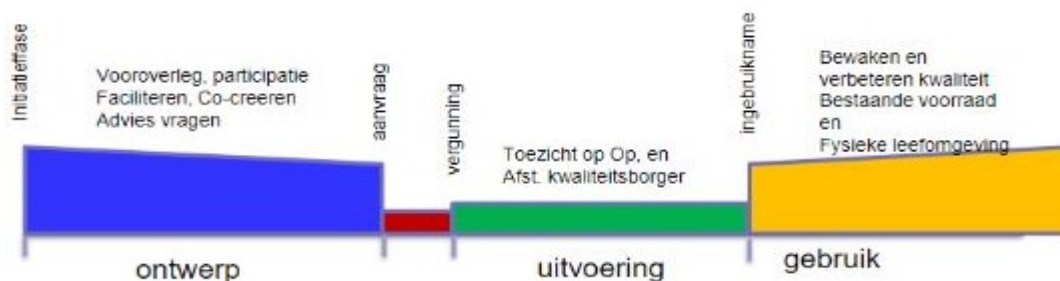 Initiatieffase
Vooroverleg, participatie
Faciliteren, Co-creeren
Advies vragen
aanvraag
vergunning
Toezicht op Op, en
Afst. kwaliteitsborger
ingebruikname
Bewaken en
verbeteren kwaliteit
Bestaande voorraad
en
Fysieke leefomgeving
ontwerp
uitvoering
gebruik